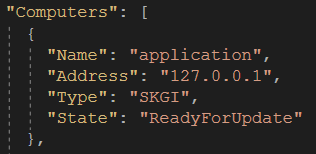 "Computers": [
{
"Name": "application",
"Address": "127.0.0.1",
"Type": "SKGI",
"State": "ReadyForUpdate"
},